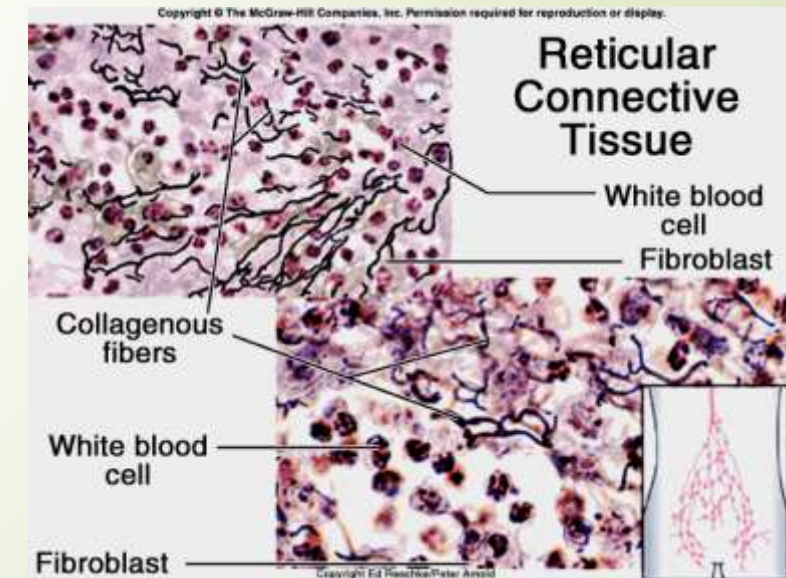 Copyright © The McGraw-Hill Companies, Inc. Permission required for reproduction or display.
Reticular
Connective
Tissue
White blood
cell
Fibroblast
Collagenous
fibers
White blood
cell
Fibroblast
Copyright Ed Reschke/Peter Arnold